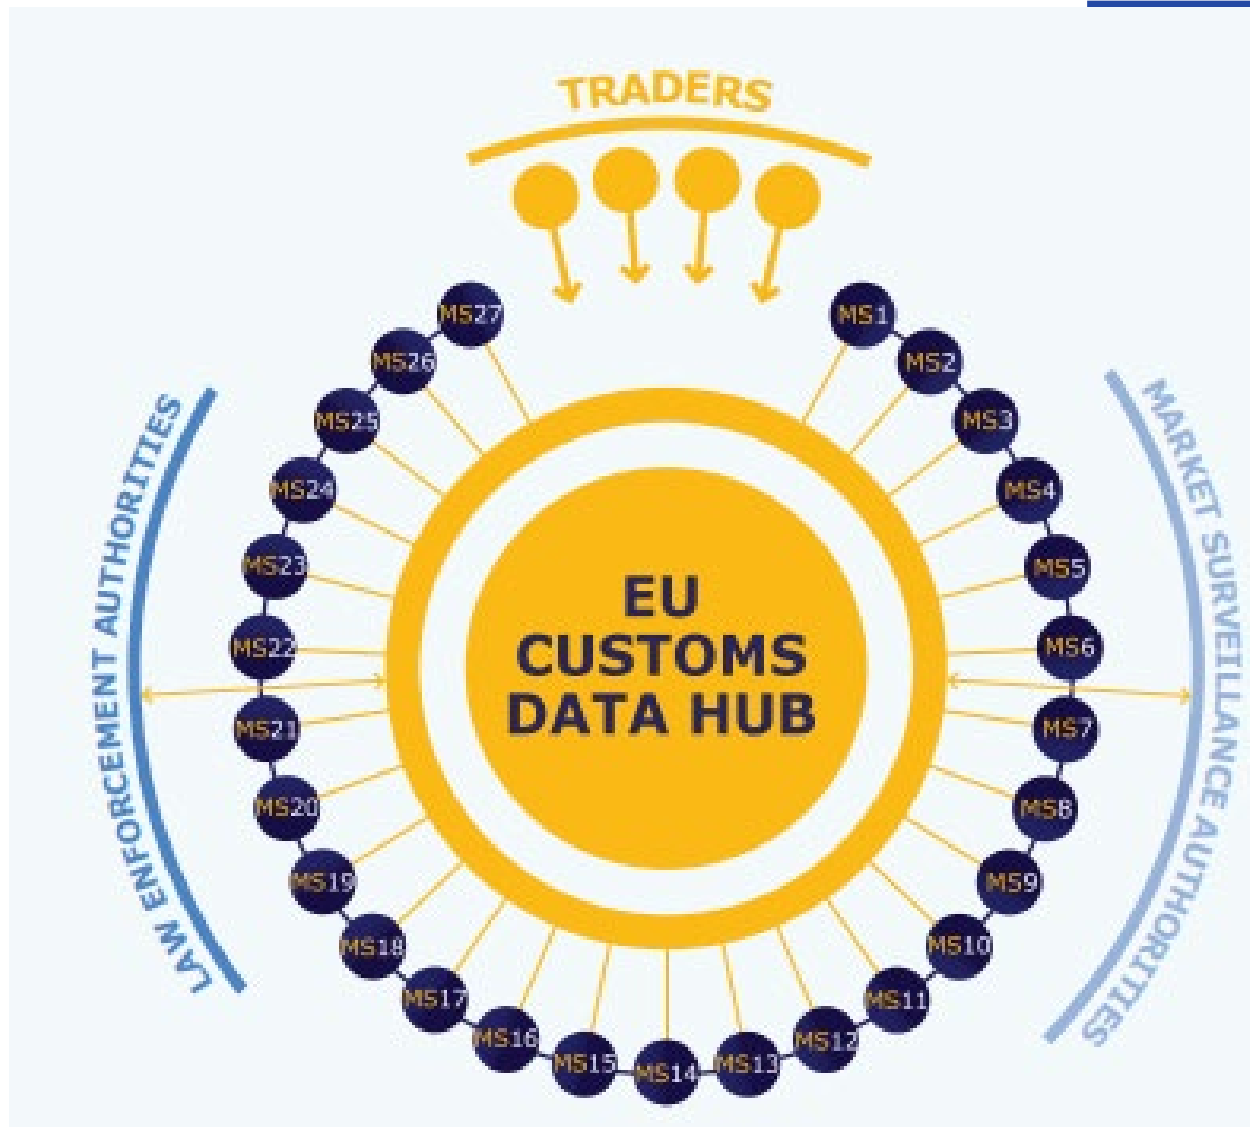 TRADERS
MS27
MS1
MS26
MS2
MS25
MS3
MS24
MS4
MS23
MS5
MS22
MS6
MS21
MS7
MS20
MS8
MS19
MS9
MS18
MS10
MS17
MS11
MS16
MS12
MS15
MS13
MS14
LAW ENFORCEMENT AUTHORITIES
EU
CUSTOMS
DATA HUB
MARKET SURVEILLANCE AUTHORITIES